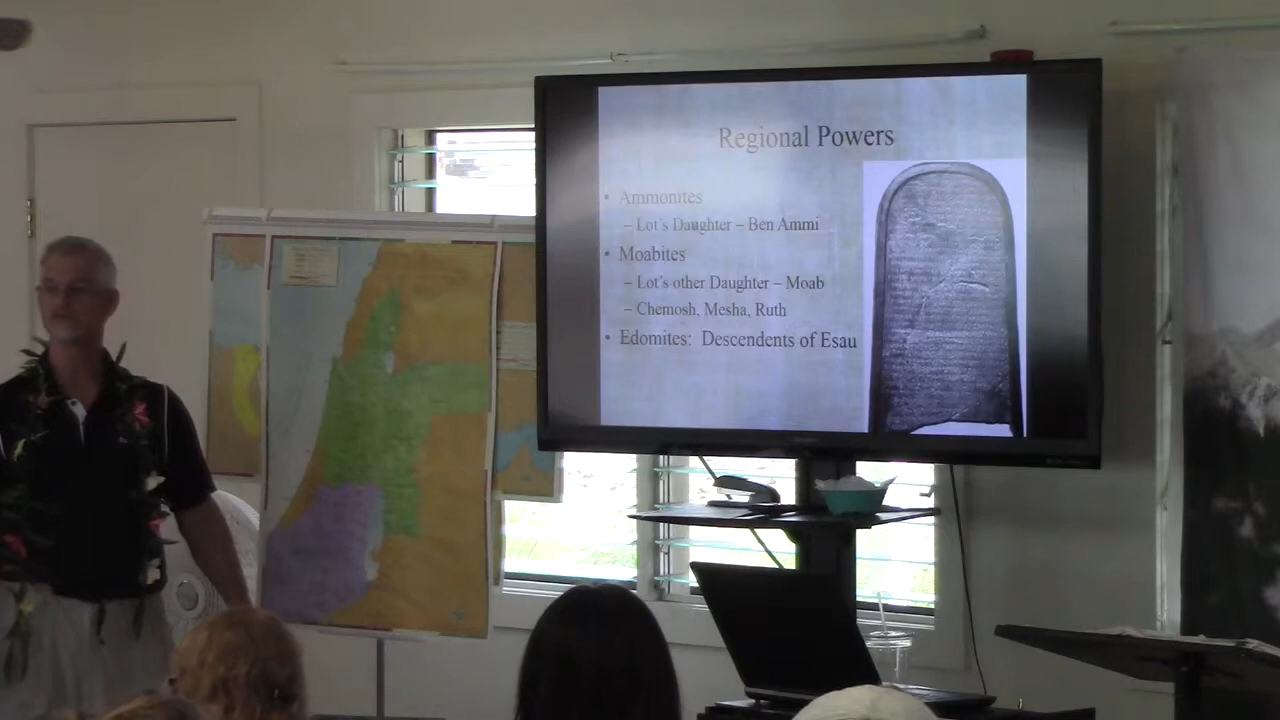 Regional Powers
• Ammonites
– Lot's Daughter – Ben Ammi
• Moabites
– Lot's other Daughter – Moab
– Chemosh, Mesha, Ruth
• Edomites: Descendents of Esau